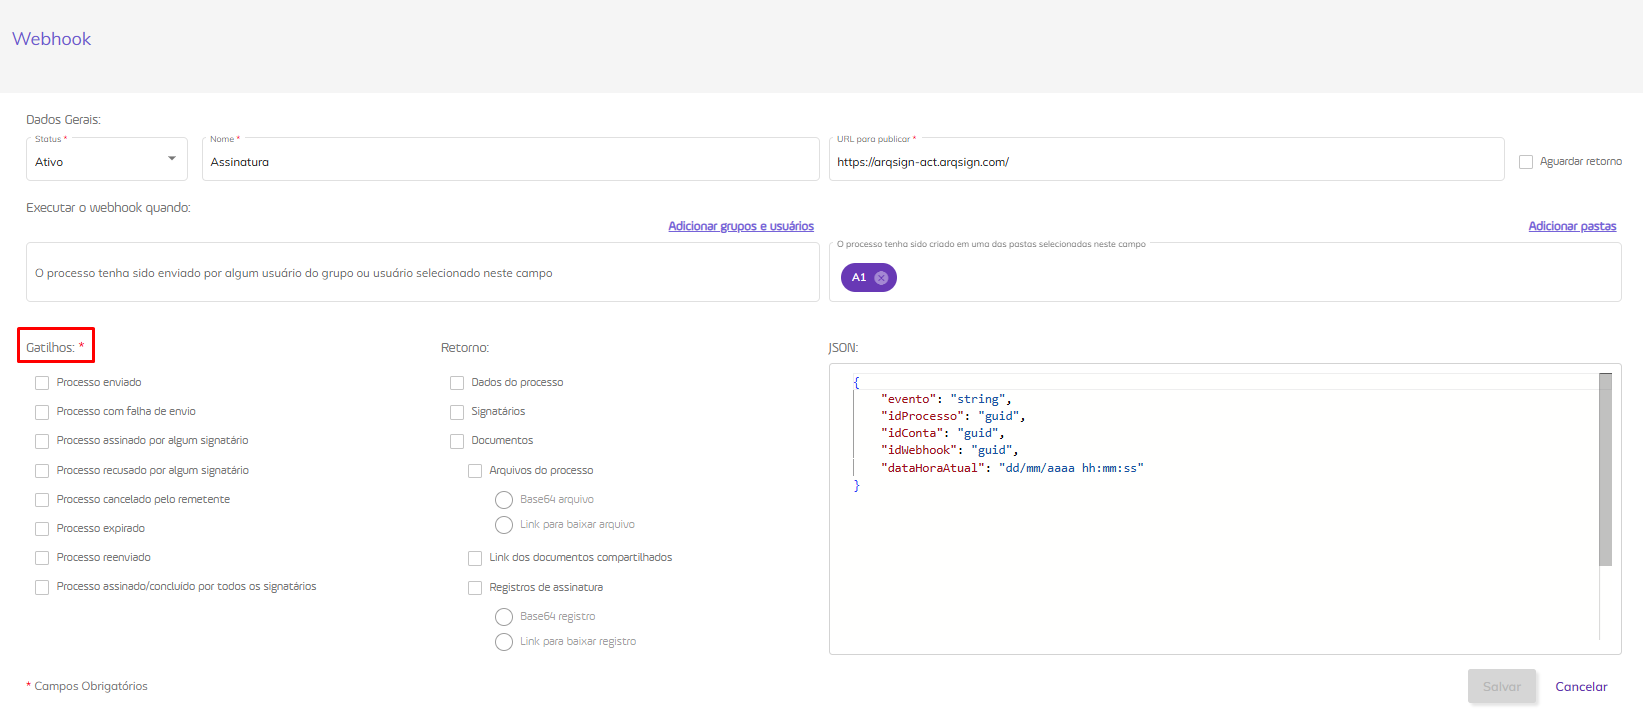 Webhook
Dados Gerais:
Status *
Ativo
Nome *
Assinatura
URL para publicar *
https://arqsign-act.arqsign.com/
Aguardar retorno
Executar o webhook quando:
Adicionar grupos e usuários
Adicionar pastas
O processo tenha sido enviado por algum usuário do grupo ou usuário selecionado neste campo
O processo tenha sido criado em uma das pastas selecionadas neste campo
A1
Gatilhos: *
Processo enviado
Processo com falha de envio
Processo assinado por algum signatário
Processo recusado por algum signatário
Processo cancelado pelo remetente
Processo expirado
Processo reenviado
Processo assinado/concluído por todos os signatários
Retorno:
Dados do processo
Signatários
Documentos
Arquivos do processo
Base64 arquivo
Link para baixar arquivo
Link dos documentos compartilhados
Registros de assinatura
Base64 registro
Link para baixar registro
JSON:
{
"evento": "string",
"idProcesso": "guid",
"idConta": "guid",
"idWebhook": "guid",
"dataHoraAtual": "dd/mm/aaaa hh:mm:ss"
}
* Campos Obrigatórios
Salvar
Cancelar